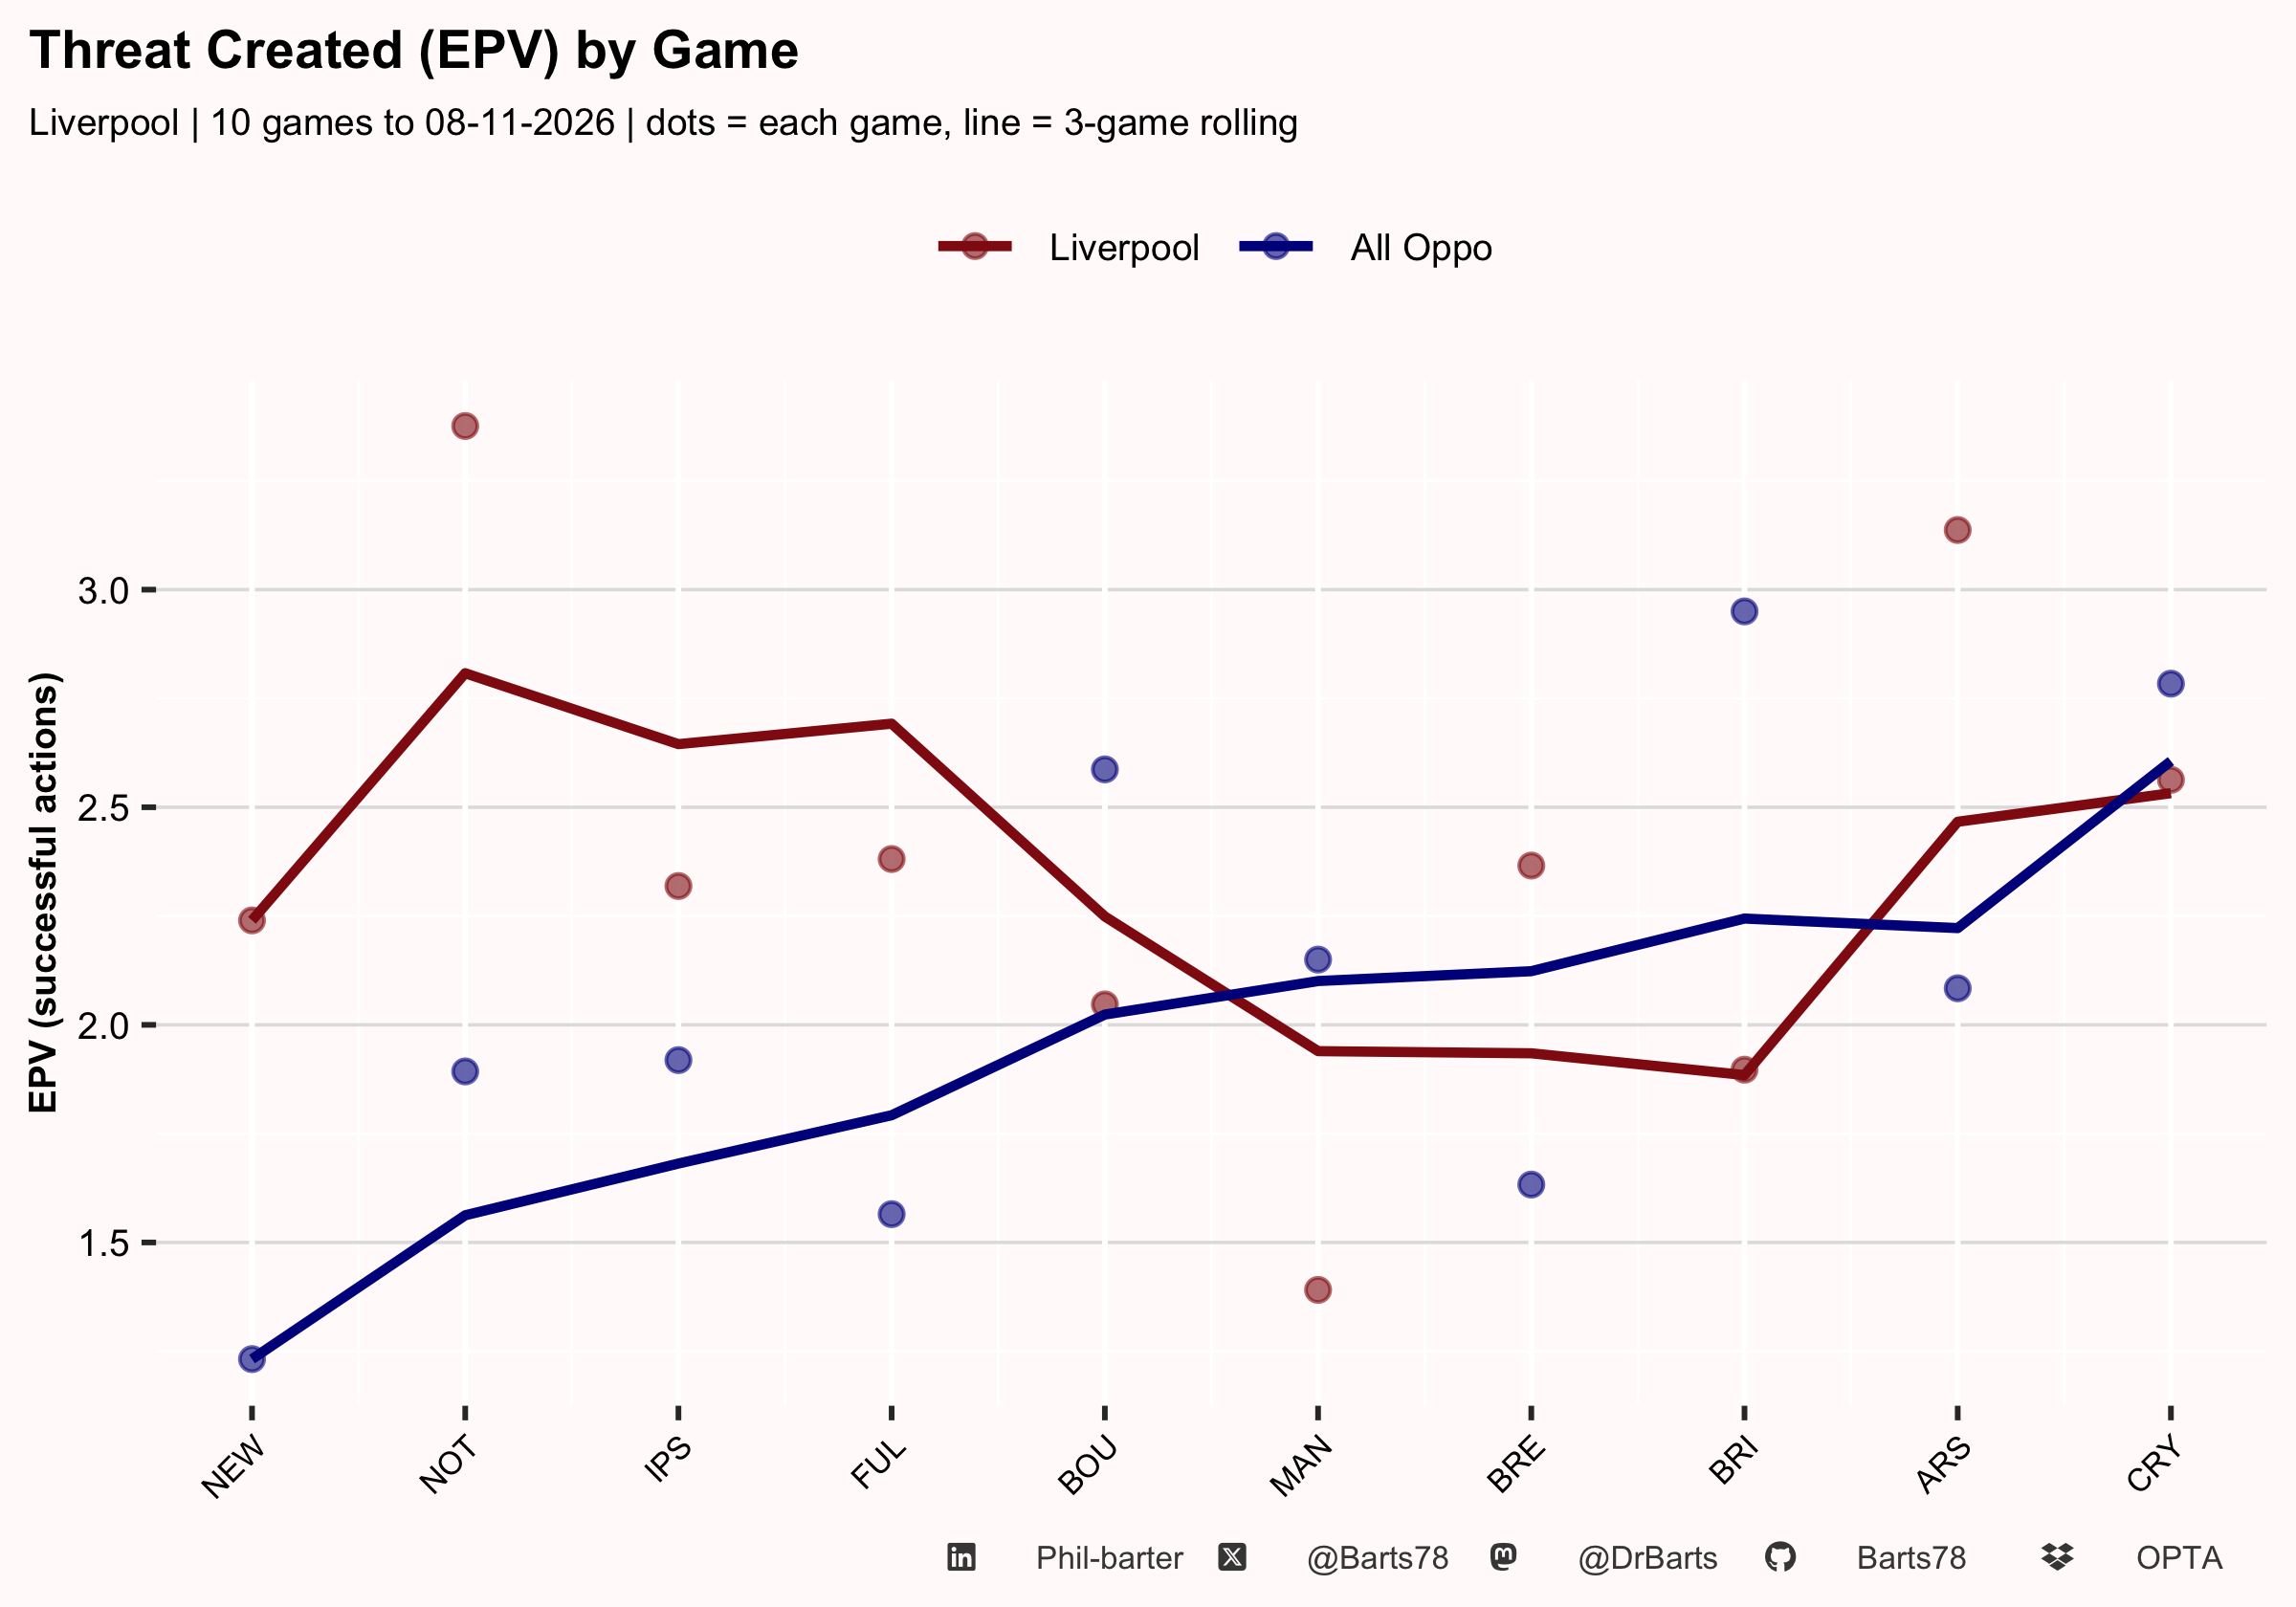 Threat Created (EPV) by Game
Liverpool | 10 games to 08-11-2026 | dots = each game, line = 3-game rolling
Liverpool All Oppo
EPV (successful actions)
3.0
2.5
2.0
1.5
NEW NOT IPS FUL BOU MAN BRE BRI ARS CRY
Phil-barter @Barts78 @DrBarts Barts78 OPTA